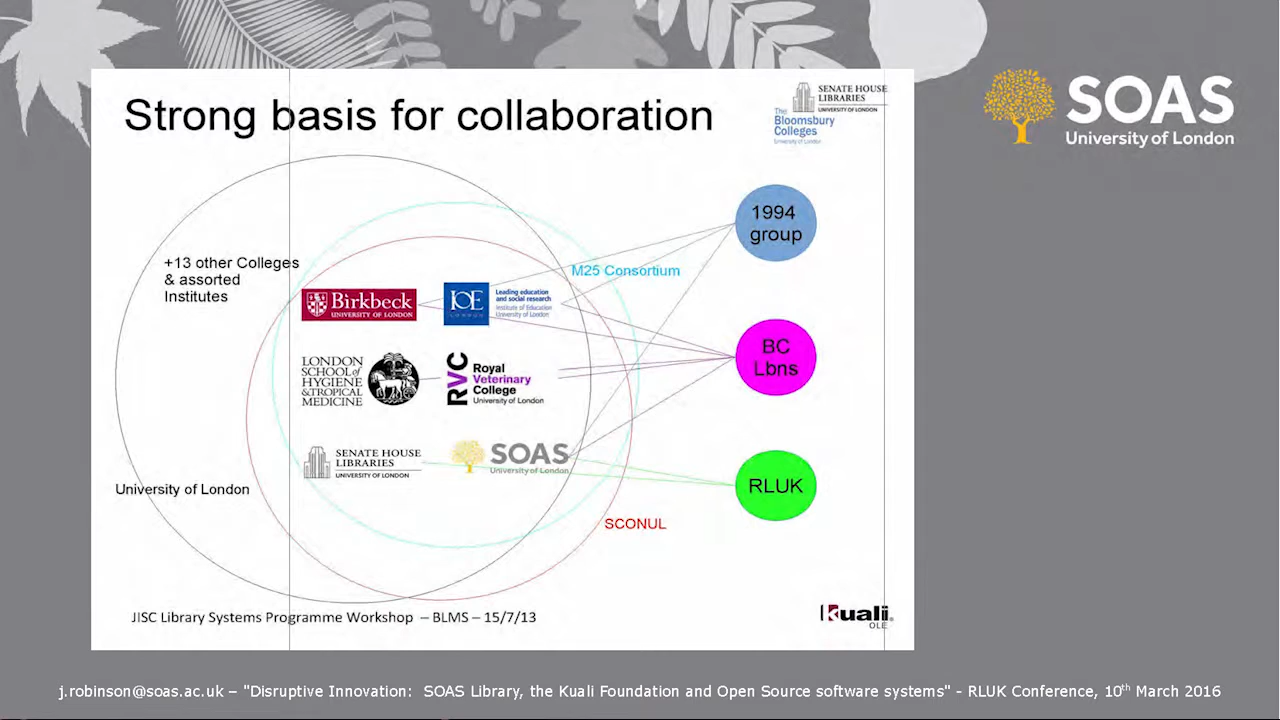 Strong basis for collaboration
SENATE HOUSE
LIBRARIES
UNIVERSITY OF LONDON
The
Bloomsbury
Colleges
University of London
SOAS
University of London
1994
group
+13 other Colleges
& assorted
Institutes
M25 Consortium
Birkbeck
UNIVERSITY OF LONDON
IOE
LONDON
Leading education
and social research
Institute of Education
University of London
BC
Lbns
LONDON
SCHOOL of
HYGIENE
& TROPICAL
MEDICINE
RVC
Royal
Veterinary
College
University of London
SENATE HOUSE
LIBRARIES
UNIVERSITY OF LONDON
SOAS
University of London
RLUK
University of London
SCONUL
JISC Library Systems Programme Workshop – BLMS – 15/7/13
kuali®
OLE
j.robinson@soas.ac.uk – "Disruptive Innovation: SOAS Library, the Kuali Foundation and Open Source software systems" - RLUK Conference, 10th March 2016